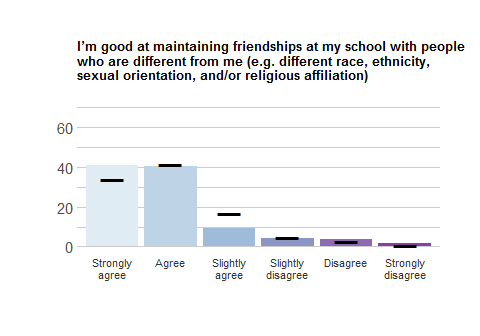 I'm good at maintaining friendships at my school with people
who are different from me (e.g. different race, ethnicity,
sexual orientation, and/or religious affiliation)
60
40
20
0
Strongly
agree
Agree
Slightly
agree
Slightly
disagree
Disagree
Strongly
disagree